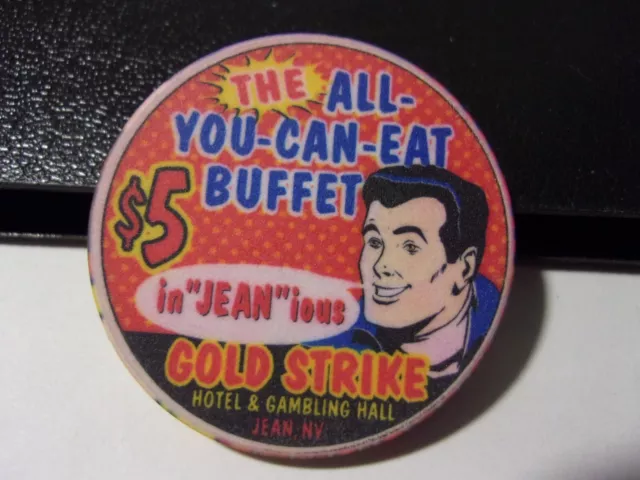 THE ALL-
YOU-CAN-EAT
BUFFET
$5
in"JEAN"ious
GOLD STRIKE
HOTEL & GAMBLING HALL
JEAN, NV